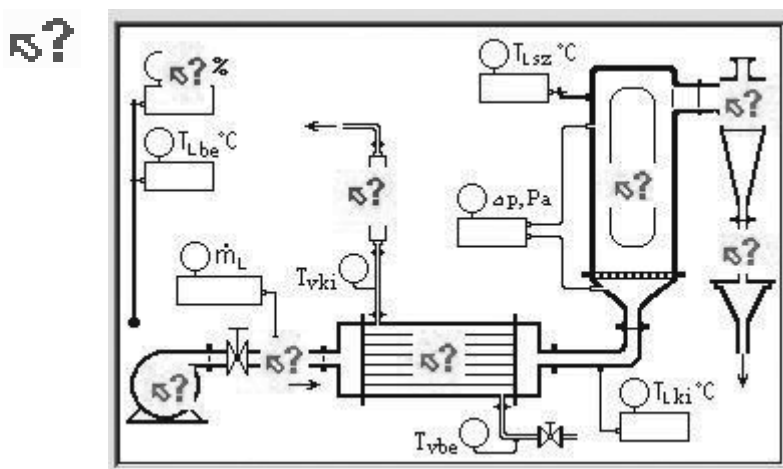 ?
? %
T_Lsz °C
T_Lbe °C
?
?
?
Δp, Pa
ṁ_L
T_vki
?
?
?
?
T_Lki °C
T_vbe